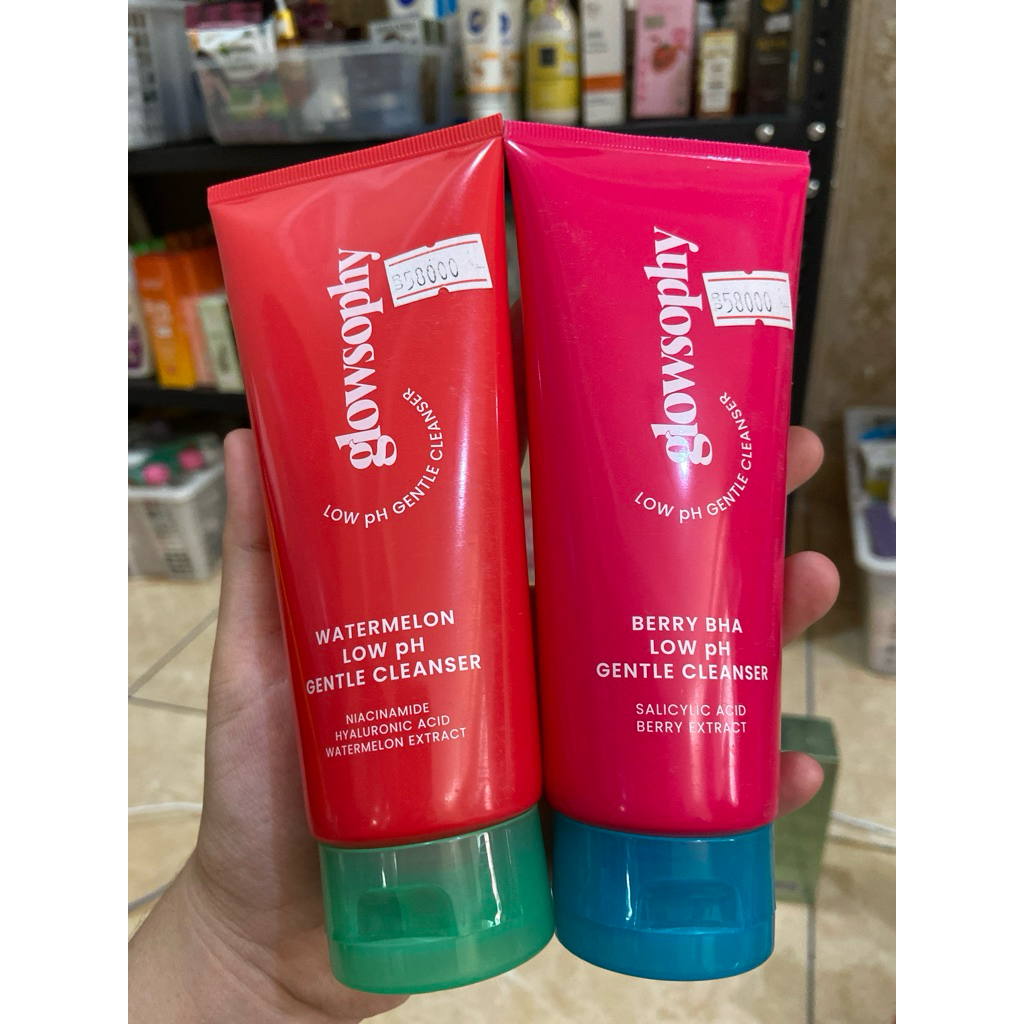 glowsophy
LOW pH GENTLE CLEANSER
WATERMELON
LOW pH
GENTLE CLEANSER
NIACINAMIDE
HYALURONIC ACID
WATERMELON EXTRACT
58000
glowsophy
LOW pH GENTLE CLEANSER
BERRY BHA
LOW pH
GENTLE CLEANSER
SALICYLIC ACID
BERRY EXTRACT
58000